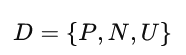 D = {P, N, U}